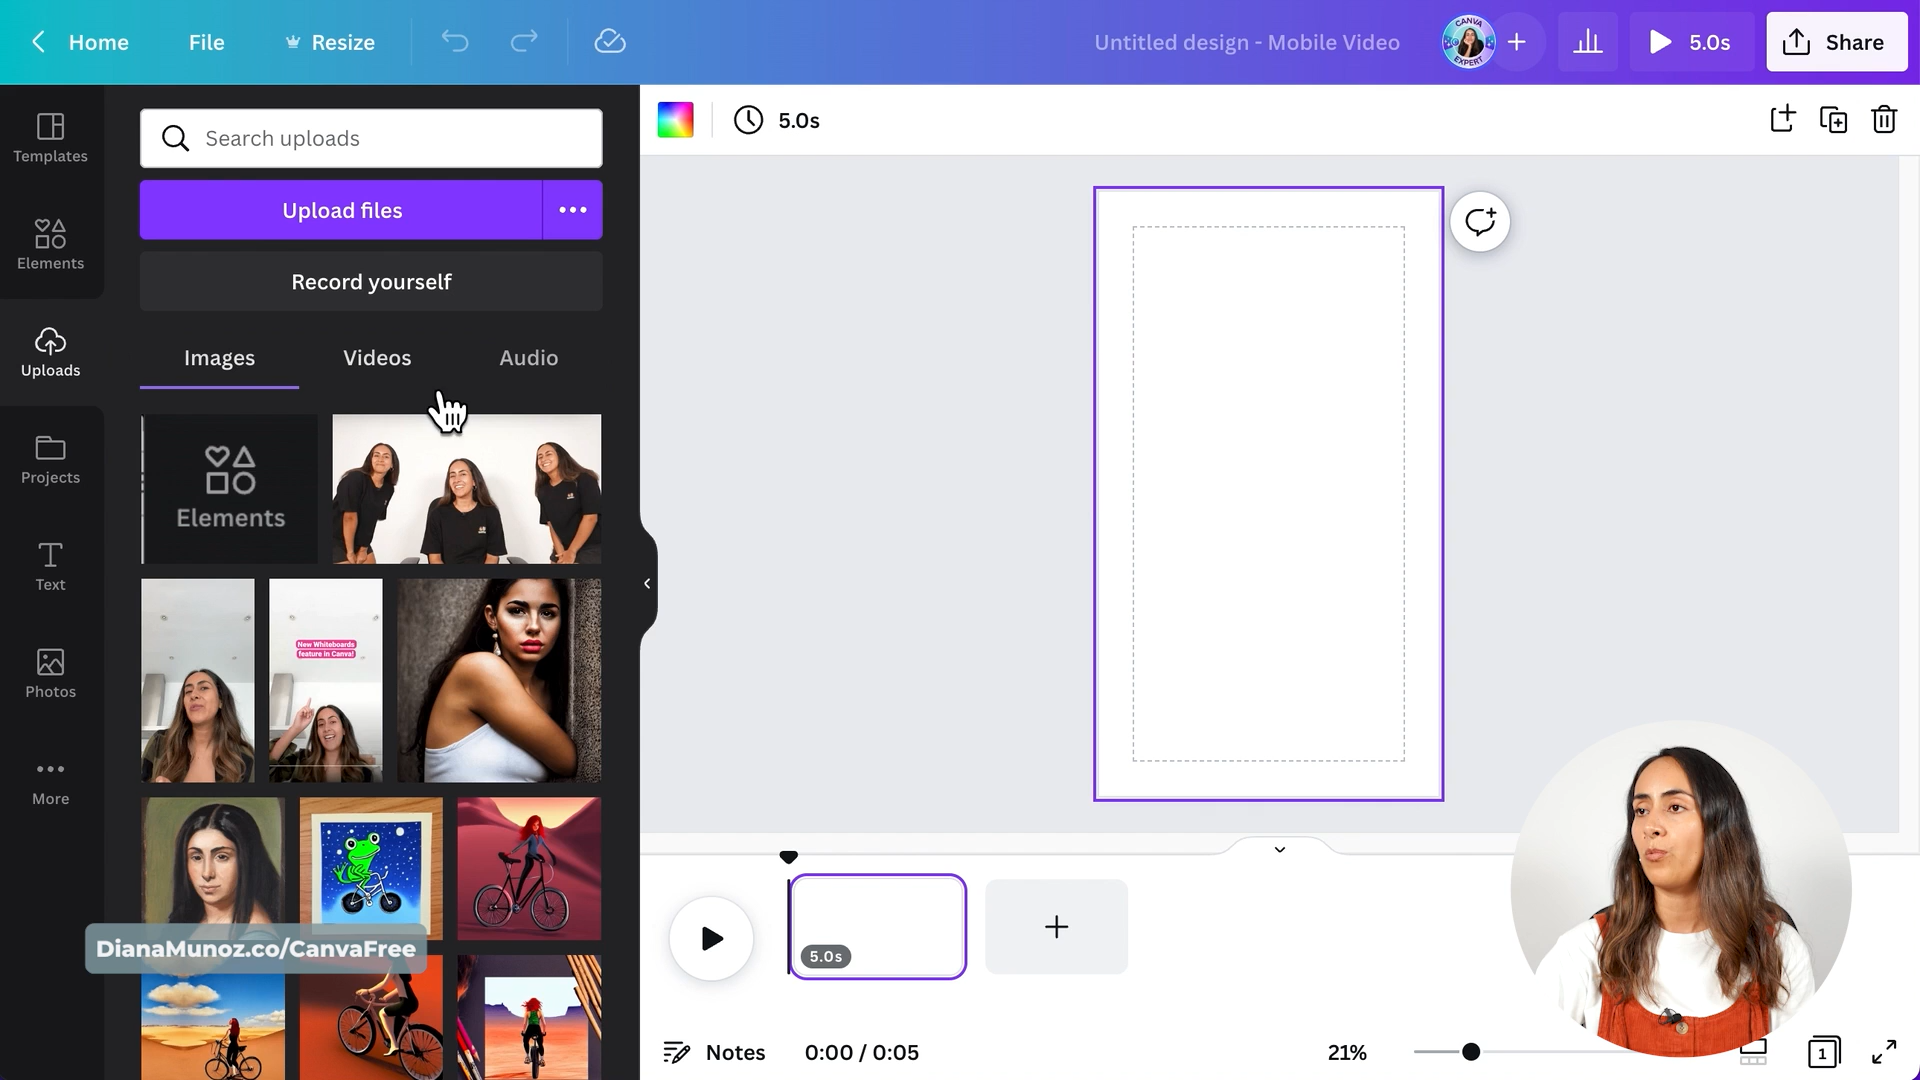 Home
File
Resize
Untitled design - Mobile Video
CANVA
EXPERT
5.0s
Share
Templates
Elements
Uploads
Projects
Text
Photos
More
Search uploads
Upload files
Record yourself
Images
Videos
Audio
Elements
New Whiteboards
feature in Canva!
DianaMunoz.co/CanvaFree
5.0s
5.0s
Notes
0:00 / 0:05
21%
1